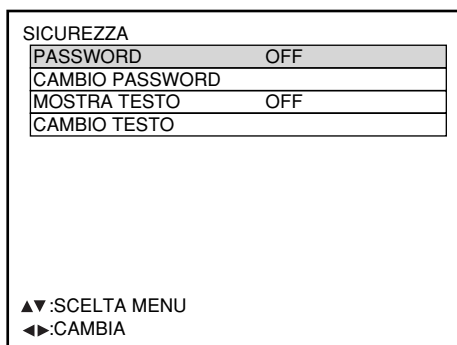 SICUREZZA
PASSWORD OFF
CAMBIO PASSWORD
MOSTRA TESTO OFF
CAMBIO TESTO
▲▼:SCELTA MENU
◀▶:CAMBIA